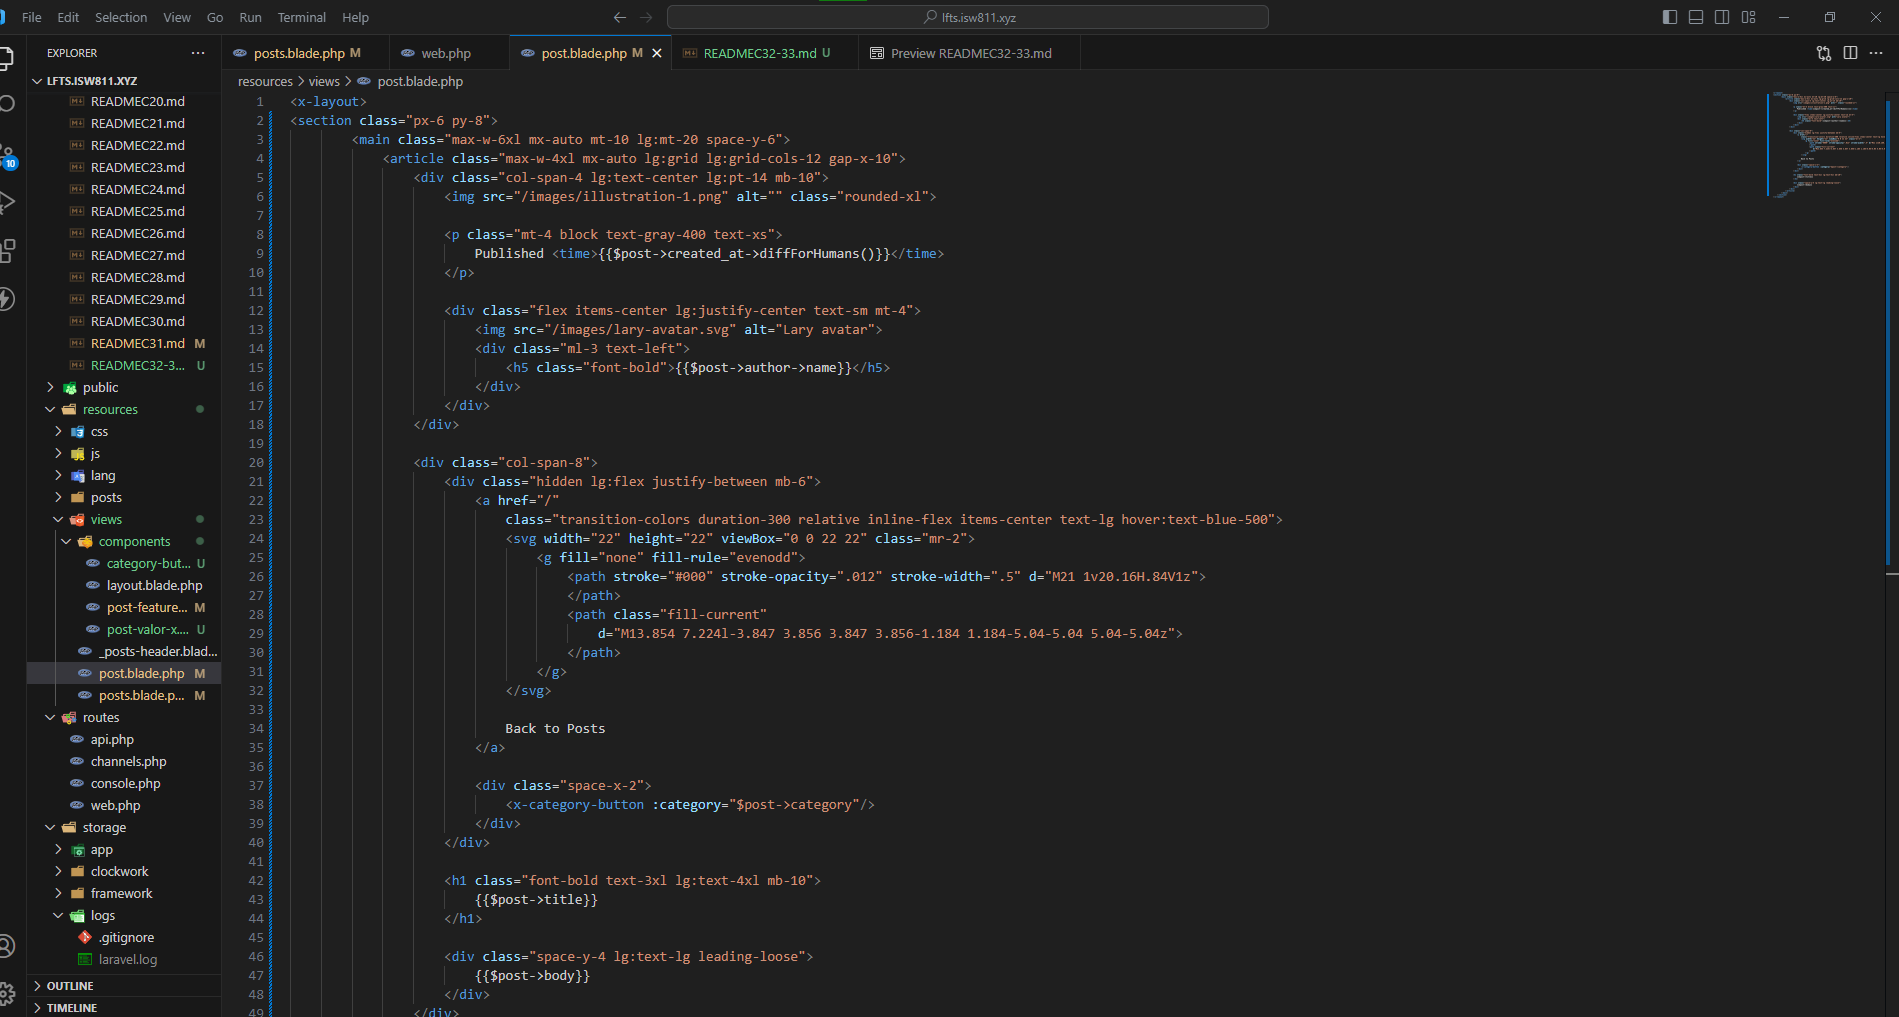 File Edit Selection View Go Run Terminal Help
lfts.isw811.xyz
EXPLORER
LFTS.ISW811.XYZ
README​C20.md
READMEC21.md
READMEC22.md
READMEC23.md
READMEC24.md
READMEC25.md
READMEC26.md
READMEC27.md
READMEC28.md
READMEC29.md
READMEC30.md
READMEC31.md M
READMEC32-3... U
public
resources
css
js
lang
posts
views
components
category-but... U
layout.blade.php
post-feature... M
post-valor-x.... U
_posts-header.blad...
post.blade.php M
posts.blade.p... M
routes
api.php
channels.php
console.php
web.php
storage
app
clockwork
framework
logs
.gitignore
laravel.log
OUTLINE
TIMELINE
10
posts.blade.php M web.php post.blade.php M READMEC32-33.md U Preview READMEC32-33.md
resources > views > post.blade.php
1 <x-layout>
2 <section class="px-6 py-8">
3 <main class="max-w-6xl mx-auto mt-10 lg:mt-20 space-y-6">
4 <article class="max-w-4xl mx-auto lg:grid lg:grid-cols-12 gap-x-10">
5 <div class="col-span-4 lg:text-center lg:pt-14 mb-10">
6 <img src="/images/illustration-1.png" alt="" class="rounded-xl">
7
8 <p class="mt-4 block text-gray-400 text-xs">
9 Published <time>{{$post->created_at->diffForHumans()}}</time>
10 </p>
11
12 <div class="flex items-center lg:justify-center text-sm mt-4">
13 <img src="/images/lary-avatar.svg" alt="Lary avatar">
14 <div class="ml-3 text-left">
15 <h5 class="font-bold">{{$post->author->name}}</h5>
16 </div>
17 </div>
18 </div>
19
20 <div class="col-span-8">
21 <div class="hidden lg:flex justify-between mb-6">
22 <a href="/"
23 class="transition-colors duration-300 relative inline-flex items-center text-lg hover:text-blue-500">
24 <svg width="22" height="22" viewBox="0 0 22 22" class="mr-2">
25 <g fill="none" fill-rule="evenodd">
26 <path stroke="#000" stroke-opacity=".012" stroke-width=".5" d="M21 1v20.16H.84V1z">
27 </path>
28 <path class="fill-current"
29 d="M13.854 7.224l-3.847 3.856 3.847 3.856-1.184 1.184-5.04-5.04 5.04-5.04z">
30 </path>
31 </g>
32 </svg>
33
34 Back to Posts
35 </a>
36
37 <div class="space-x-2">
38 <x-category-button :category="$post->category"/>
39 </div>
40 </div>
41
42 <h1 class="font-bold text-3xl lg:text-4xl mb-10">
43 {{$post->title}}
44 </h1>
45
46 <div class="space-y-4 lg:text-lg leading-loose">
47 {{$post->body}}
48 </div>
49 </div>